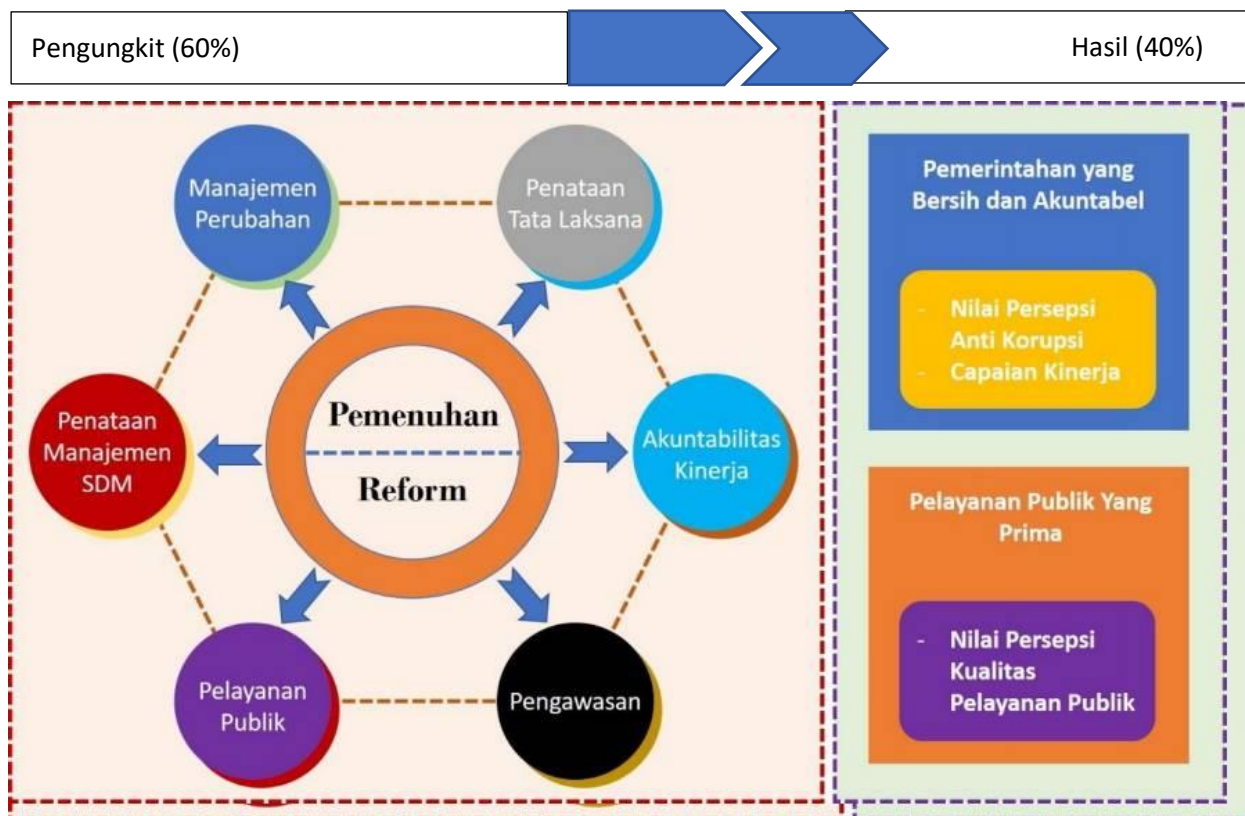 Pengungkit (60%)
Hasil (40%)
Manajemen
Perubahan
Penataan
Tata Laksana
Penataan
Manajemen
SDM
Pemenuhan
Reform
Akuntabilitas
Kinerja
Pelayanan
Publik
Pengawasan
Pemerintahan yang
Bersih dan Akuntabel
- Nilai Persepsi
Anti Korupsi
- Capaian Kinerja
Pelayanan Publik Yang
Prima
- Nilai Persepsi
Kualitas
Pelayanan Publik